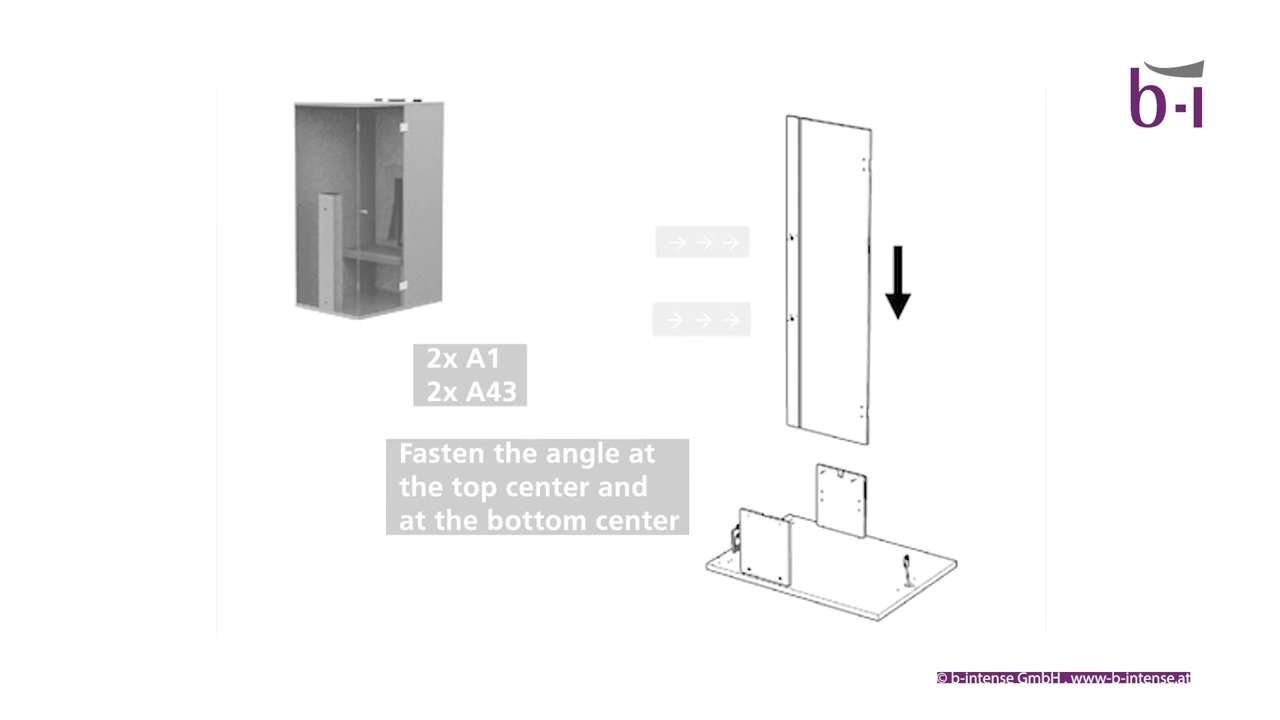 b-i
2x A1
2x A43
Fasten the angle at
the top center and
at the bottom center
© b-intense GmbH . www-b-intense.at